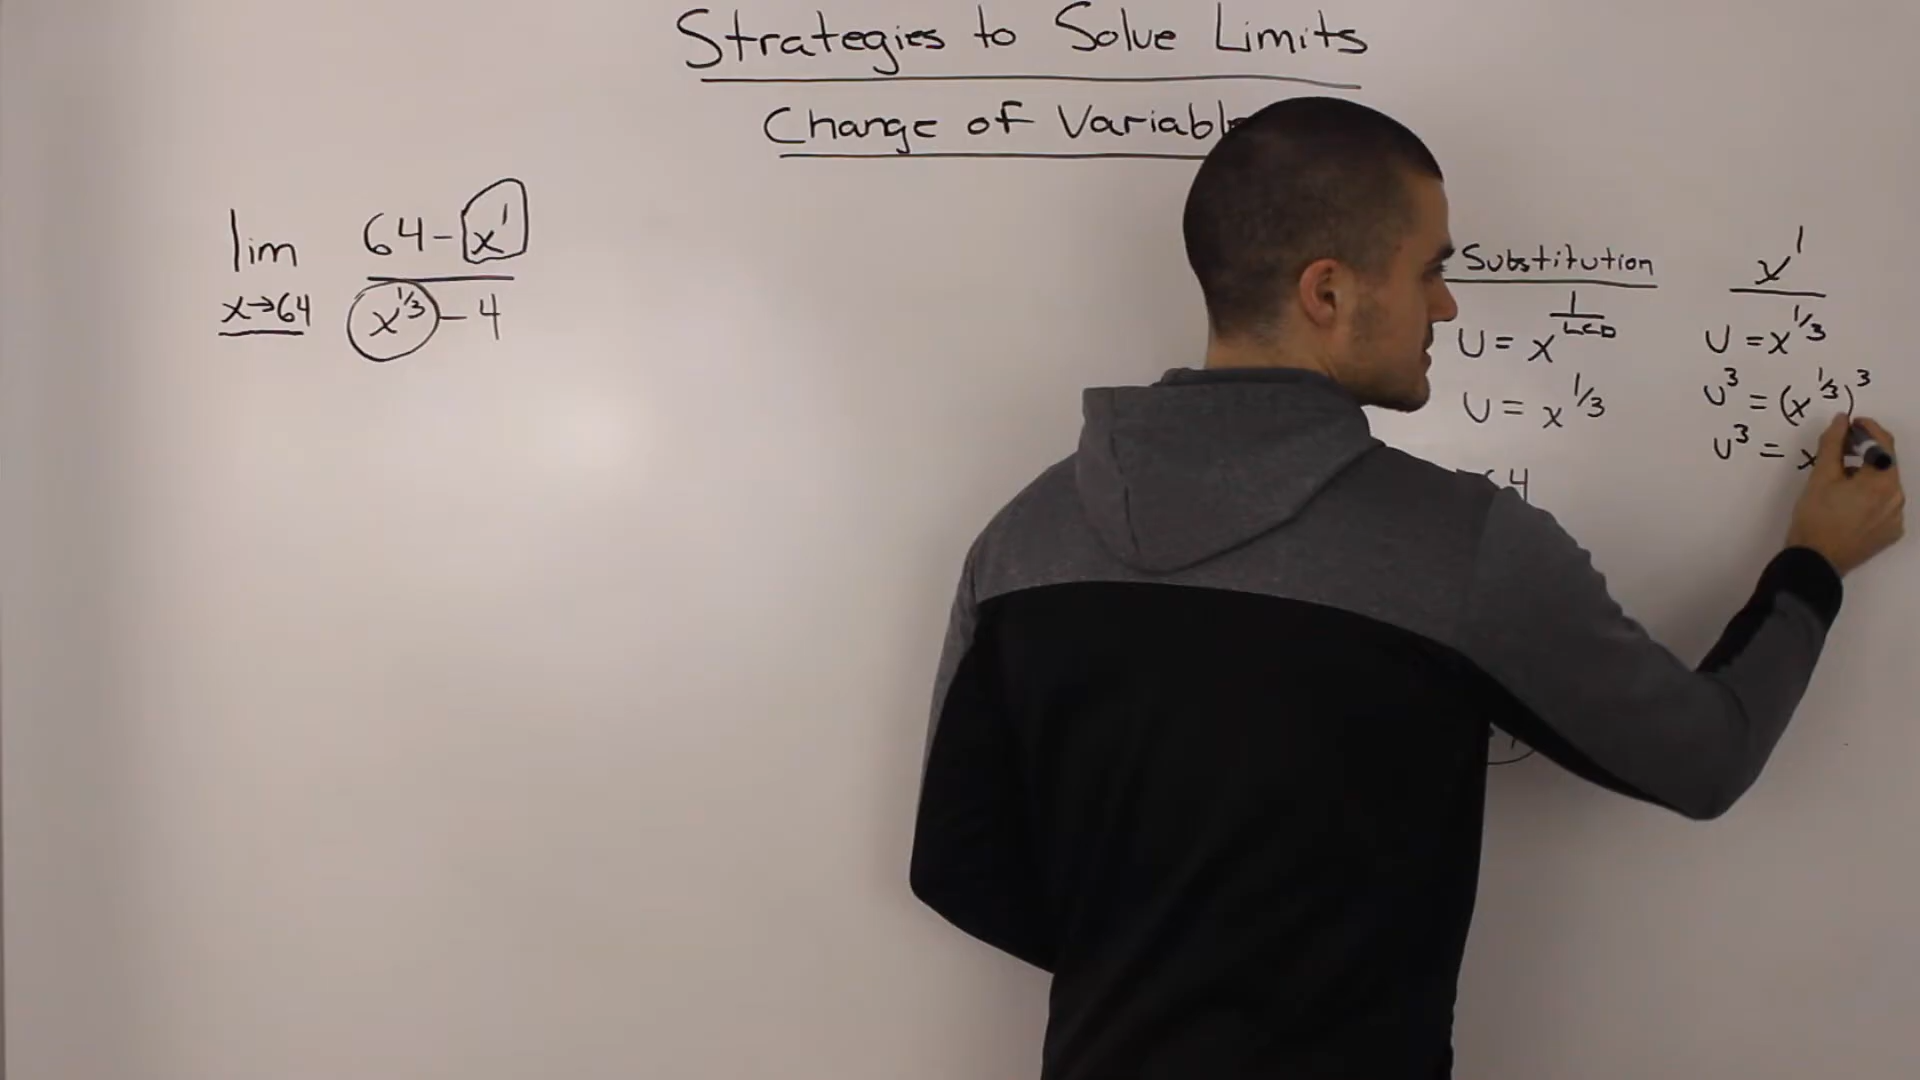 Strategies to Solve Limits
Change of Variabl
lim 64 - x^1
x→64 x^1/3 - 4
Substitution
U = x^1/LCD
U = x^1/3
64
x^1
U = x^1/3
U^3 = (x^1/3)^3
U^3 = x